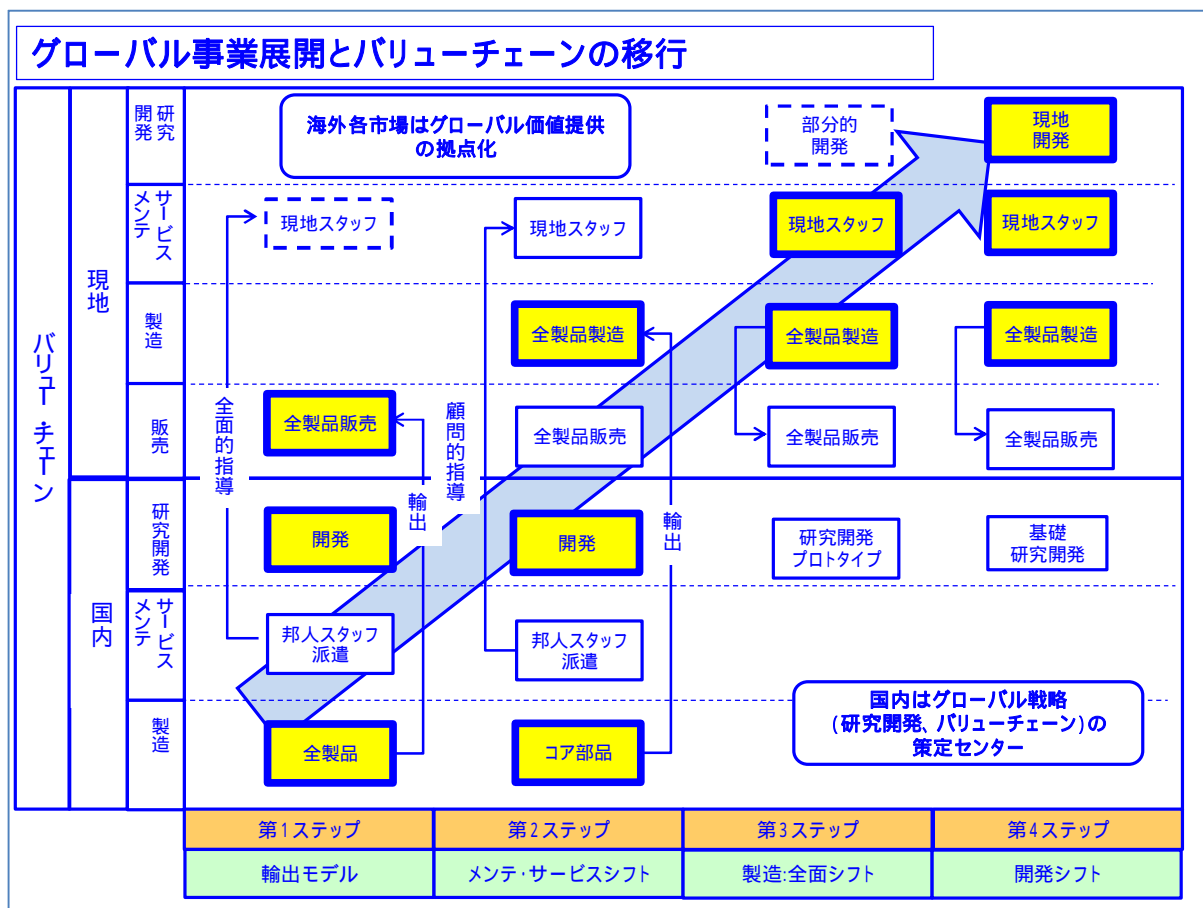 グローバル事業展開とバリューチェーンの移行
バリュー・チェーン
現地
研究
開発
海外各市場はグローバル価値提供
の拠点化
部分的
開発
現地
開発
サービス
メンテ
現地スタッフ
現地スタッフ
現地スタッフ
現地スタッフ
製造
全製品製造
全製品製造
全製品製造
販売
全面的指導
全製品販売
顧問的指導
全製品販売
全製品販売
全製品販売
国内
研究開発
開発
輸出
開発
輸出
研究開発
プロトタイプ
基礎
研究開発
サービス
メンテ
邦人スタッフ
派遣
邦人スタッフ
派遣
製造
全製品
コア部品
国内はグローバル戦略
(研究開発、バリューチェーン)の
策定センター
第1ステップ
第2ステップ
第3ステップ
第4ステップ
輸出モデル
メンテ・サービスシフト
製造:全面シフト
開発シフト